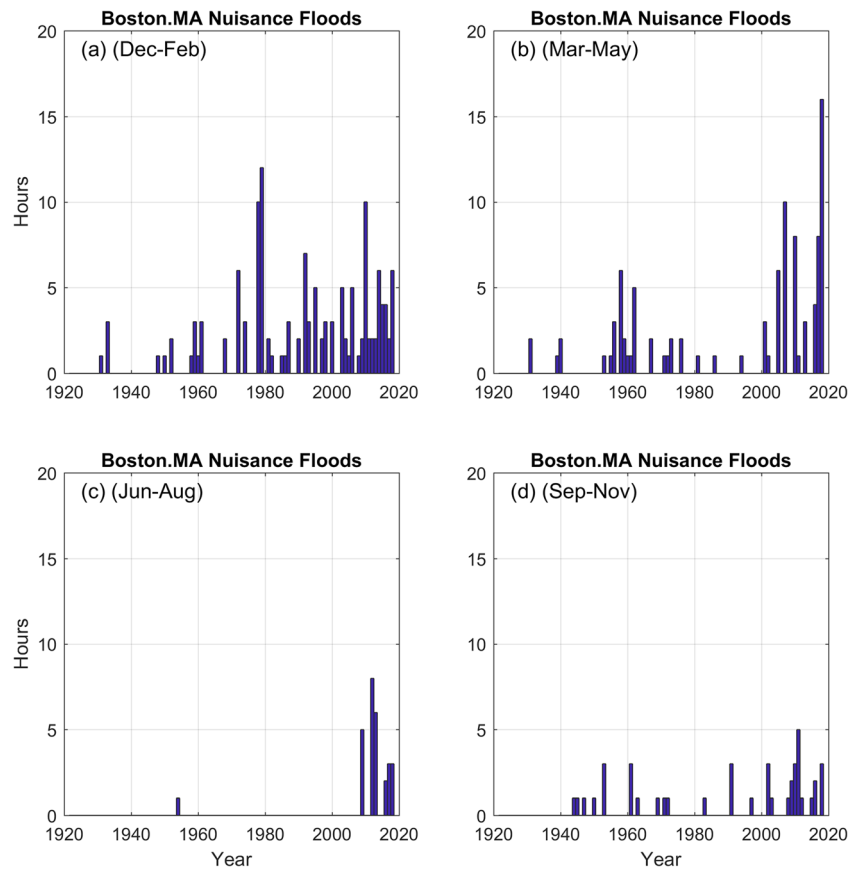 Boston.MA Nuisance Floods
(a) (Dec-Feb)
20
15
10
5
0
Hours
1920 1940 1960 1980 2000 2020
Boston.MA Nuisance Floods
(b) (Mar-May)
20
15
10
5
0
1920 1940 1960 1980 2000 2020
Boston.MA Nuisance Floods
(c) (Jun-Aug)
20
15
10
5
0
Hours
1920 1940 1960 1980 2000 2020
Year
Boston.MA Nuisance Floods
(d) (Sep-Nov)
20
15
10
5
0
1920 1940 1960 1980 2000 2020
Year